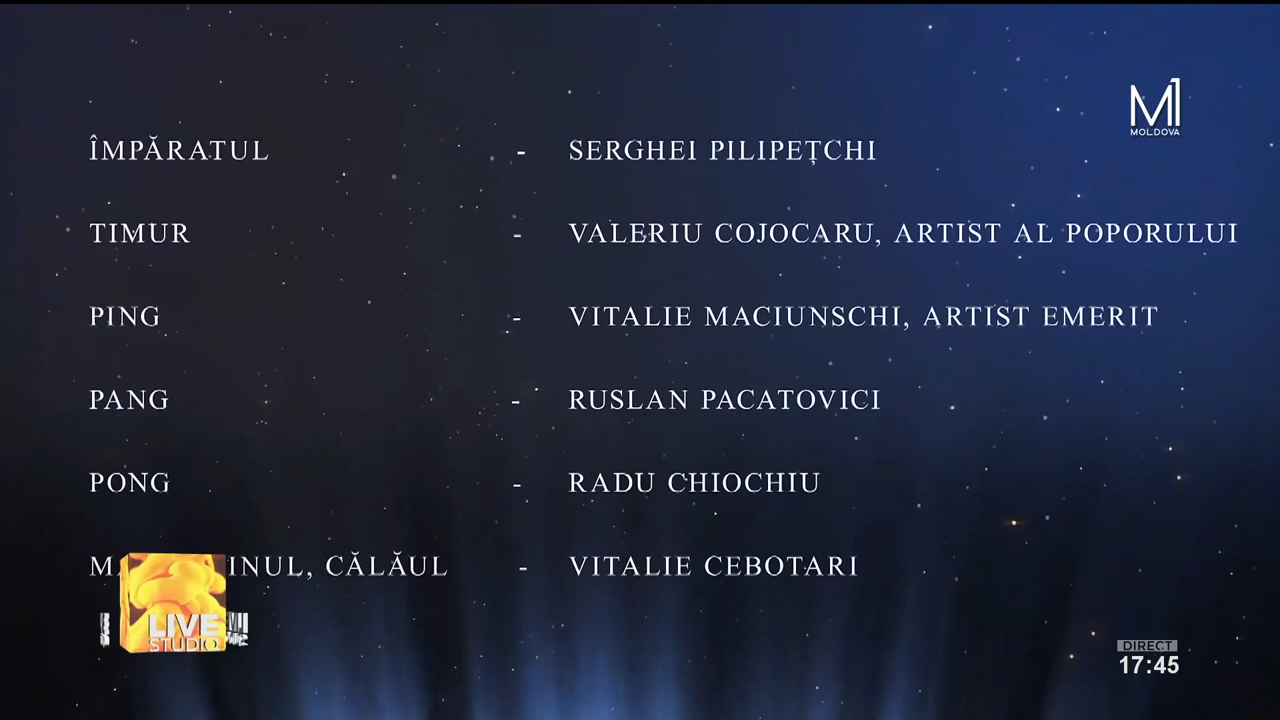 M1
MOLDOVA
ÎMPĂRATUL - SERGHEI PILIPEȚCHI
TIMUR - VALERIU COJOCARU, ARTIST AL POPORULUI
PING - VITALIE MACIUNSCHI, ARTIST EMERIT
PANG - RUSLAN PACATOVICI
PONG - RADU CHIOCHIU
CĂLĂUL - VITALIE CEBOTARI
LIVE
STUDIO
DIRECT
17:45